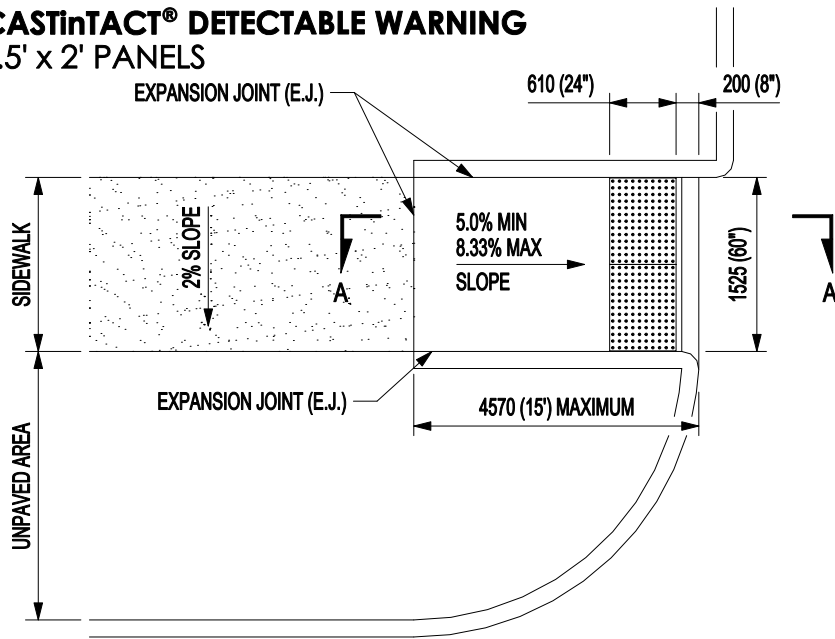 CASTinTACT® DETECTABLE WARNING
.5' x 2' PANELS
EXPANSION JOINT (E.J.)
610 (24")
200 (8")
SIDEWALK
2% SLOPE
A
5.0% MIN
8.33% MAX
SLOPE
1525 (60")
A
EXPANSION JOINT (E.J.)
4570 (15') MAXIMUM
UNPAVED AREA